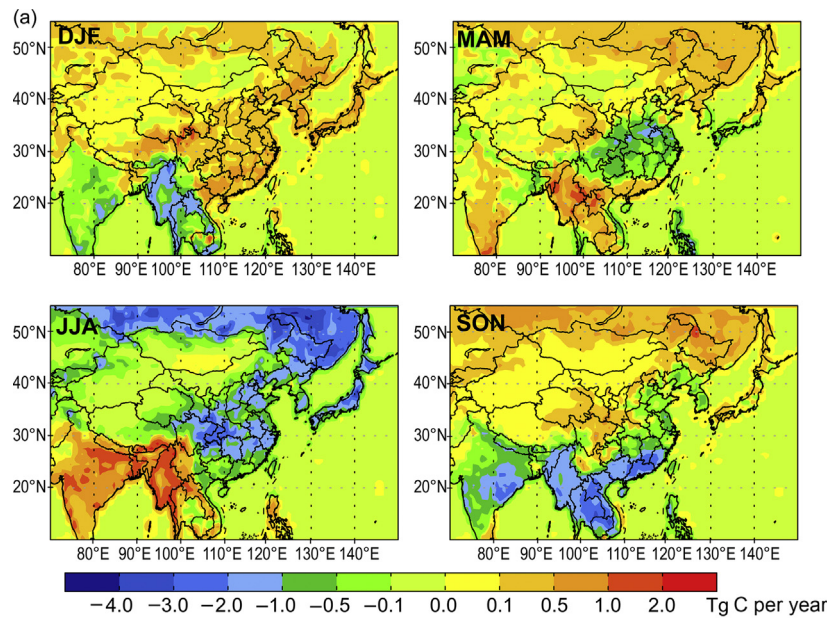 (a)
DJF MAM
50°N 50°N
40°N 40°N
30°N 30°N
20°N 20°N
80°E 90°E 100°E 110°E 120°E 130°E 140°E 80°E 90°E 100°E 110°E 120°E 130°E 140°E
JJA SON
50°N 50°N
40°N 40°N
30°N 30°N
20°N 20°N
80°E 90°E 100°E 110°E 120°E 130°E 140°E 80°E 90°E 100°E 110°E 120°E 130°E 140°E
−4.0 −3.0 −2.0 −1.0 −0.5 −0.1 0.0 0.1 0.5 1.0 2.0 Tg C per year